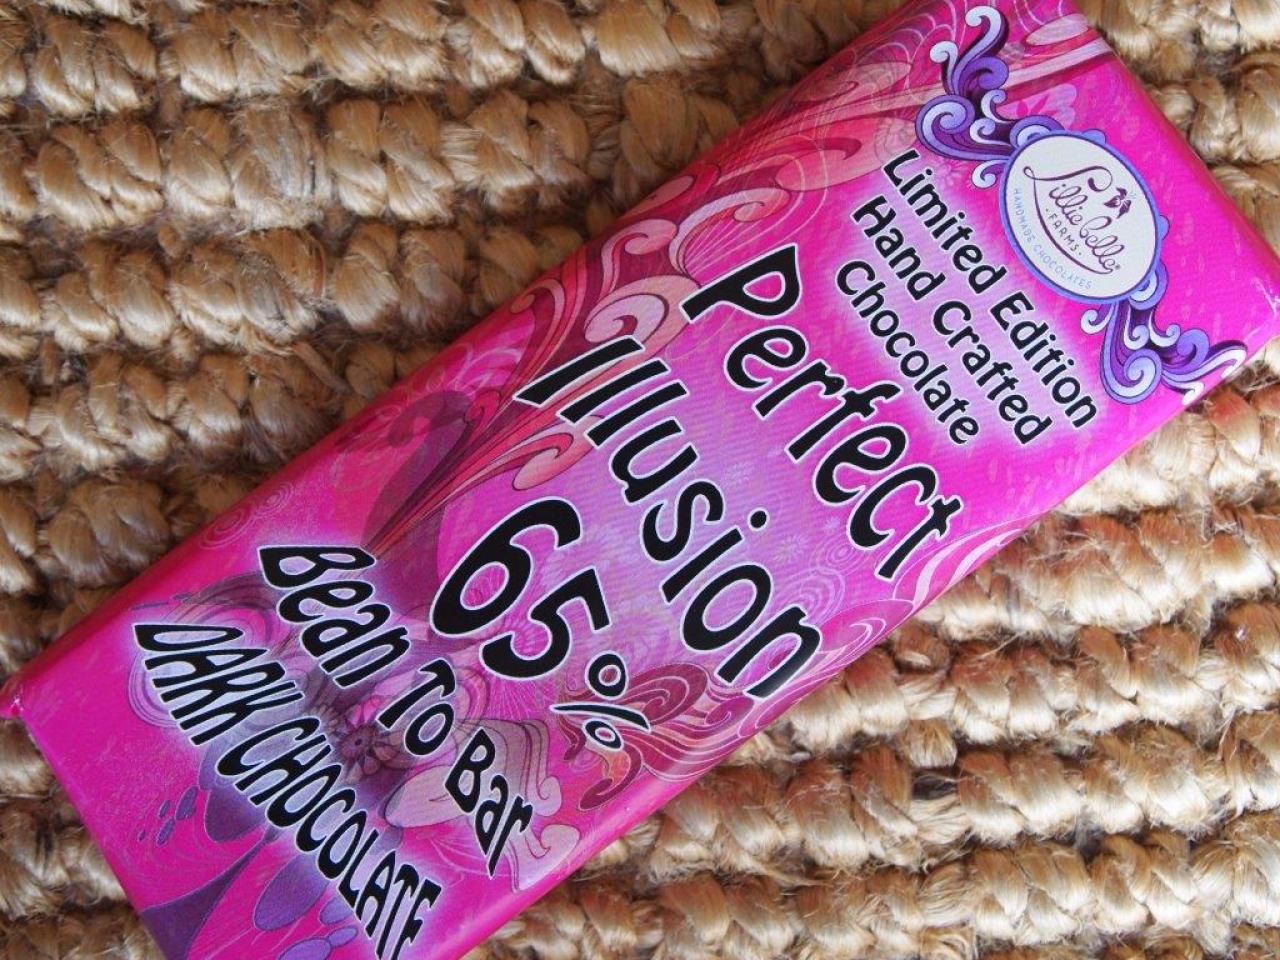 Lillie Belle
FARMS
HANDMADE CHOCOLATES
Limited Edition
Hand Crafted
Chocolate
Perfect
Illusion
65%
Bean To Bar
DARK CHOCOLATE